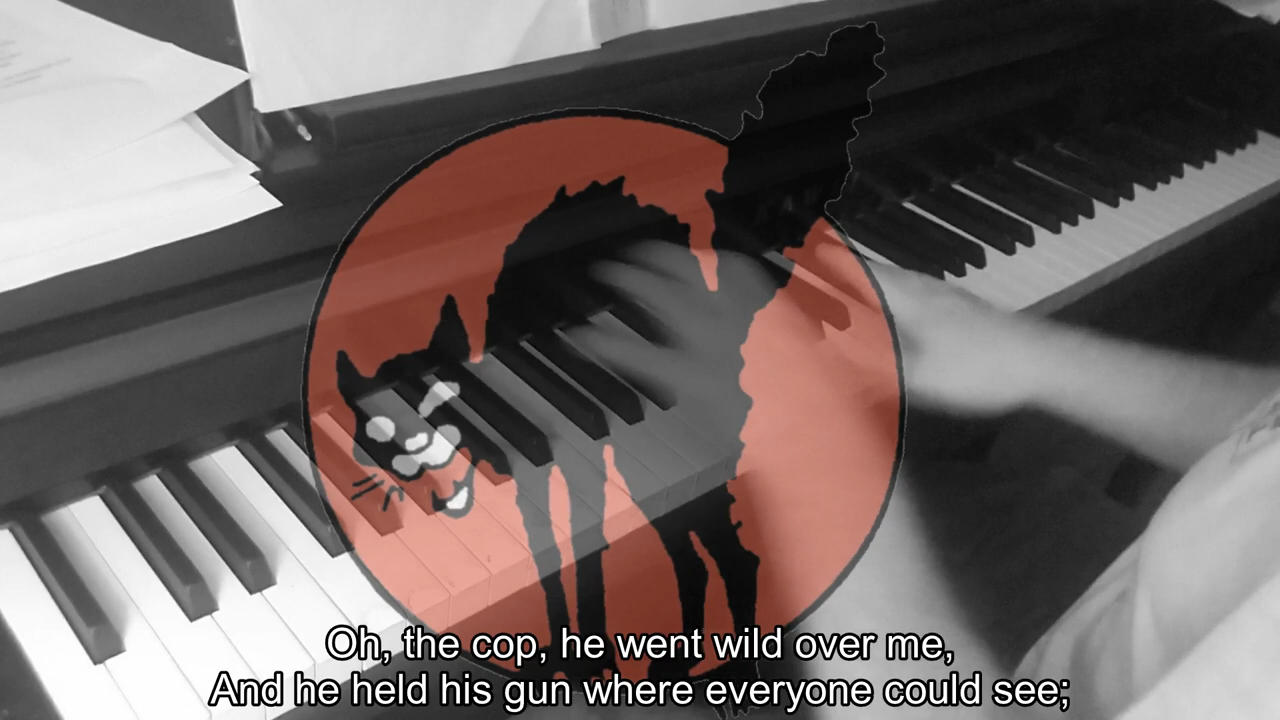 Oh, the cop, he went wild over me,
And he held his gun where everyone could see;